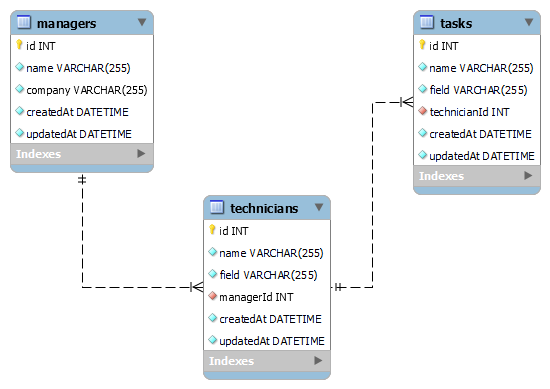 managers
id INT
name VARCHAR(255)
company VARCHAR(255)
createdAt DATETIME
updatedAt DATETIME
Indexes
tasks
id INT
name VARCHAR(255)
field VARCHAR(255)
technicianId INT
createdAt DATETIME
updatedAt DATETIME
Indexes
technicians
id INT
name VARCHAR(255)
field VARCHAR(255)
managerId INT
createdAt DATETIME
updatedAt DATETIME
Indexes